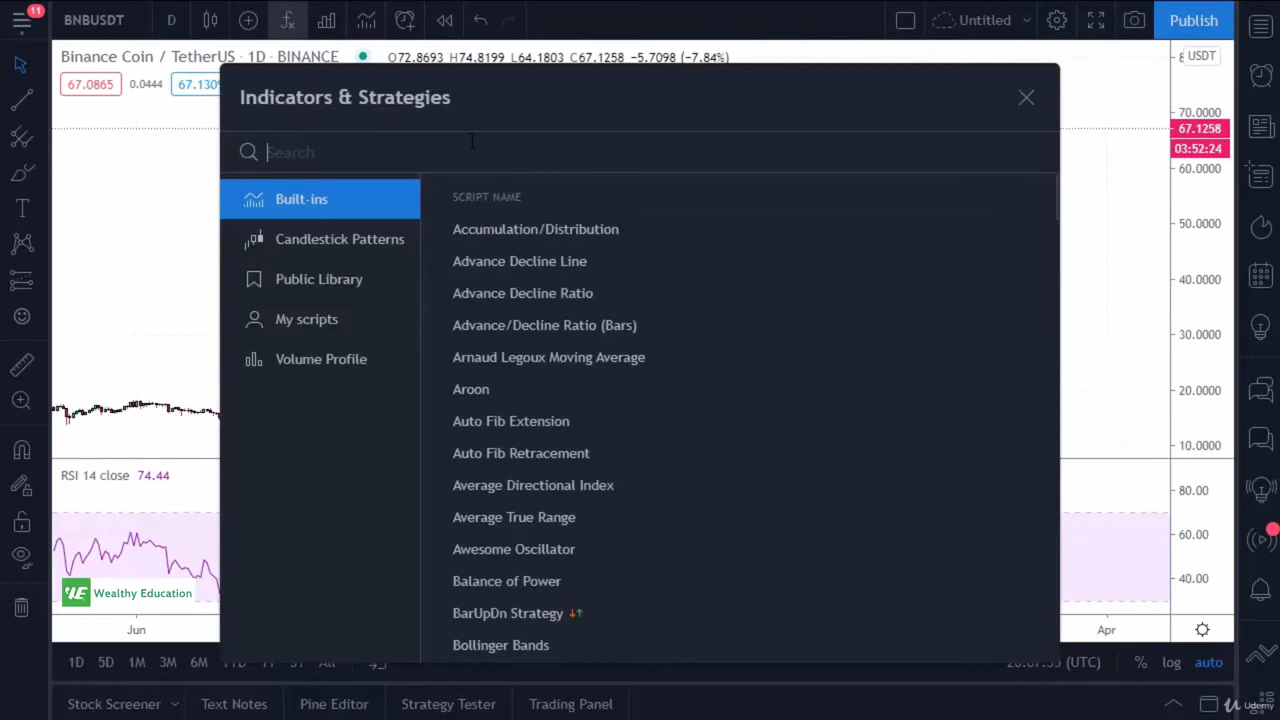 11
BNBUSDT
D
Untitled
Publish
Binance Coin / TetherUS · 1D · BINANCE
O72.8693 H74.8199 L64.1803 C67.1258 -5.7098 (-7.84%)
USDT
67.0865
0.0444
Indicators & Strategies
Search
Built-ins
Candlestick Patterns
Public Library
My scripts
Volume Profile
SCRIPT NAME
Accumulation/Distribution
Advance Decline Line
Advance Decline Ratio
Advance/Decline Ratio (Bars)
Arnaud Legoux Moving Average
Aroon
Auto Fib Extension
Auto Fib Retracement
Average Directional Index
Average True Range
Awesome Oscillator
Balance of Power
BarUpDn Strategy
Bollinger Bands
70.0000
67.1258
03:52:24
60.0000
50.0000
40.0000
30.0000
20.0000
10.0000
RSI 14 close 74.44
80.00
60.00
40.00
Wealthy Education
Jun
Apr
1D 5D 1M 3M 6M
(UTC)
%
log
auto
Stock Screener
Text Notes
Pine Editor
Strategy Tester
Trading Panel
Udemy